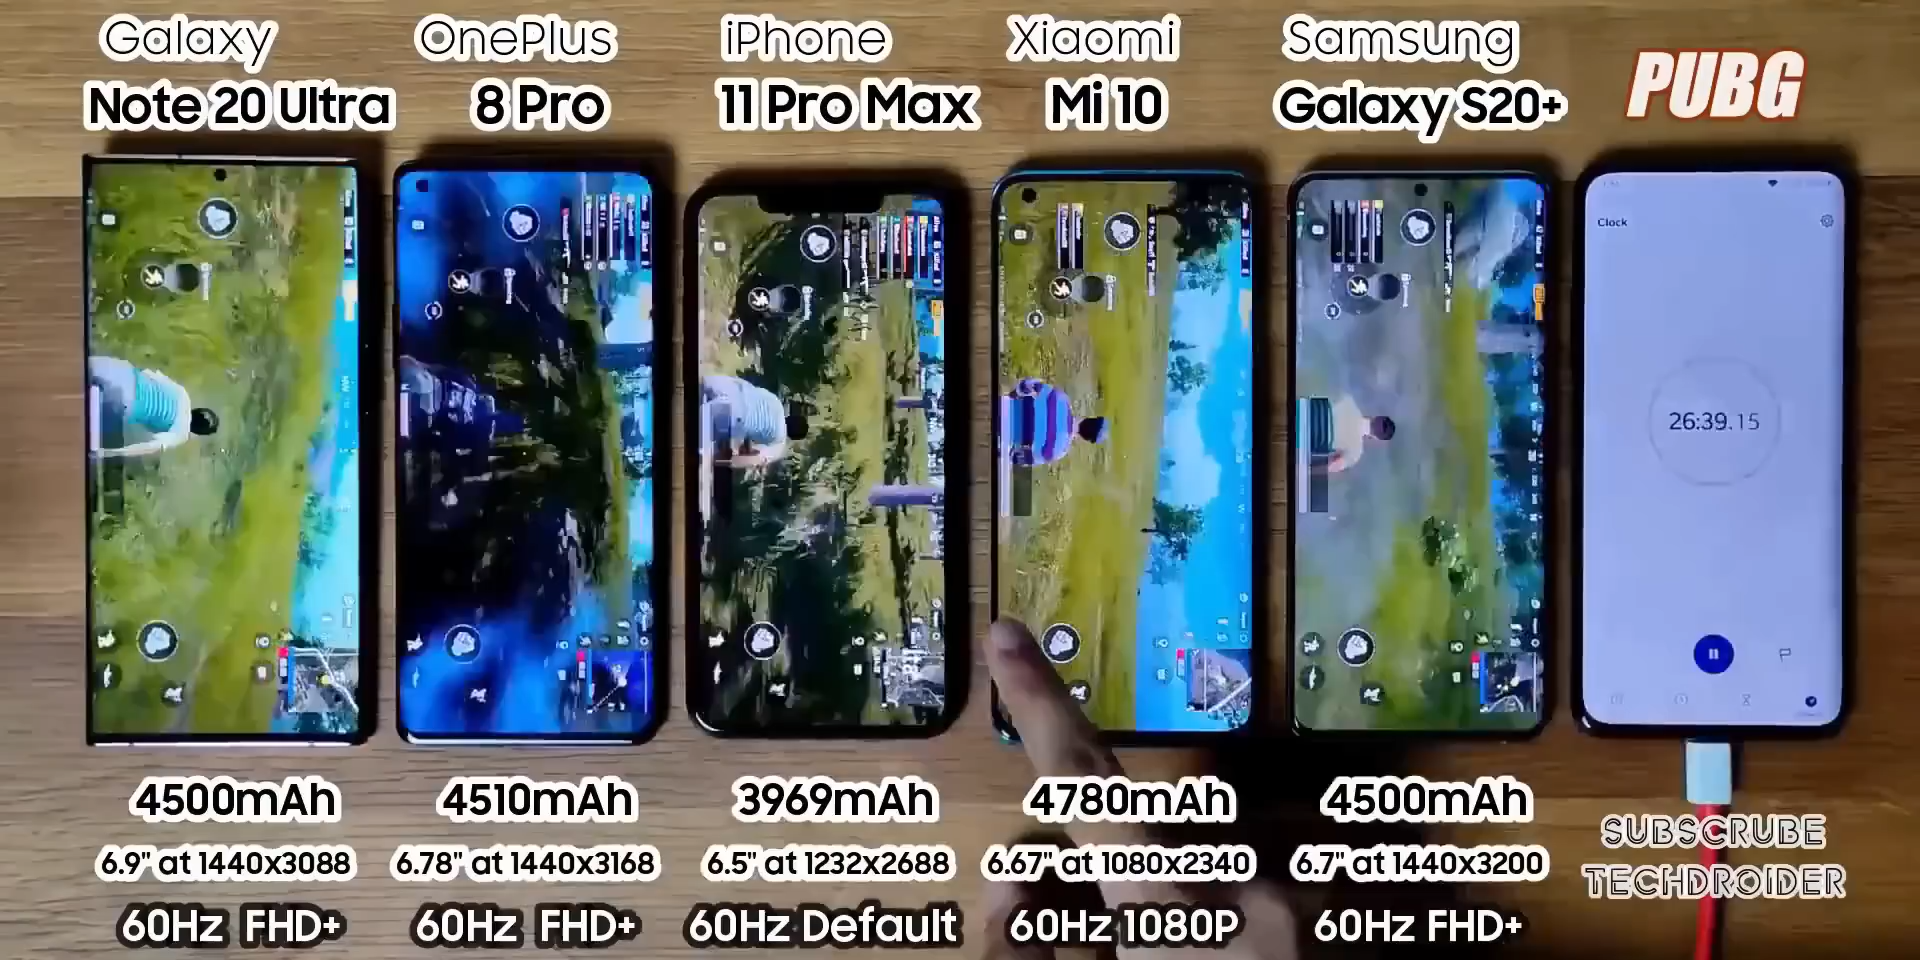 Galaxy
Note 20 Ultra
OnePlus
8 Pro
iPhone
11 Pro Max
Xiaomi
Mi 10
Samsung
Galaxy S20+
PUBG
Clock
26:39.15
4500mAh
6.9" at 1440x3088
60Hz FHD+
4510mAh
6.78" at 1440x3168
60Hz FHD+
3969mAh
6.5" at 1232x2688
60Hz Default
4780mAh
6.67" at 1080x2340
60Hz 1080P
4500mAh
6.7" at 1440x3200
60Hz FHD+
SUBSCRUBE
TECHDROIDER